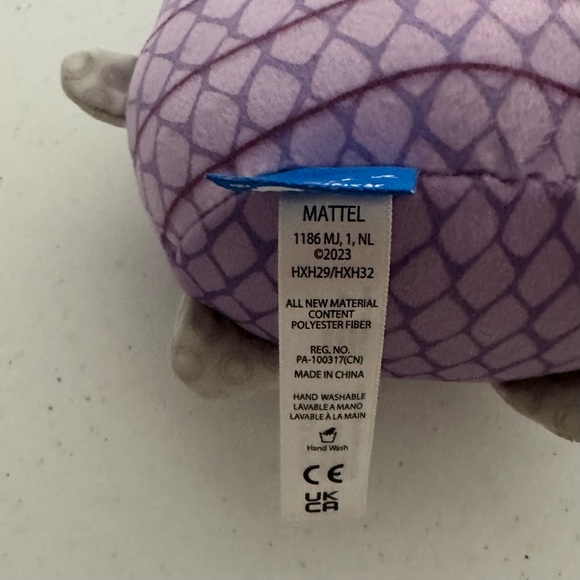 MATTEL
1186 MJ, 1, NL
©2023
HXH29/HXH32
ALL NEW MATERIAL
CONTENT
POLYESTER FIBER
REG. NO.
PA-100317(CN)
MADE IN CHINA
HAND WASHABLE
LAVABLE A MANO
LAVABLE À LA MAIN
Hand Wash
CE
UK
CA